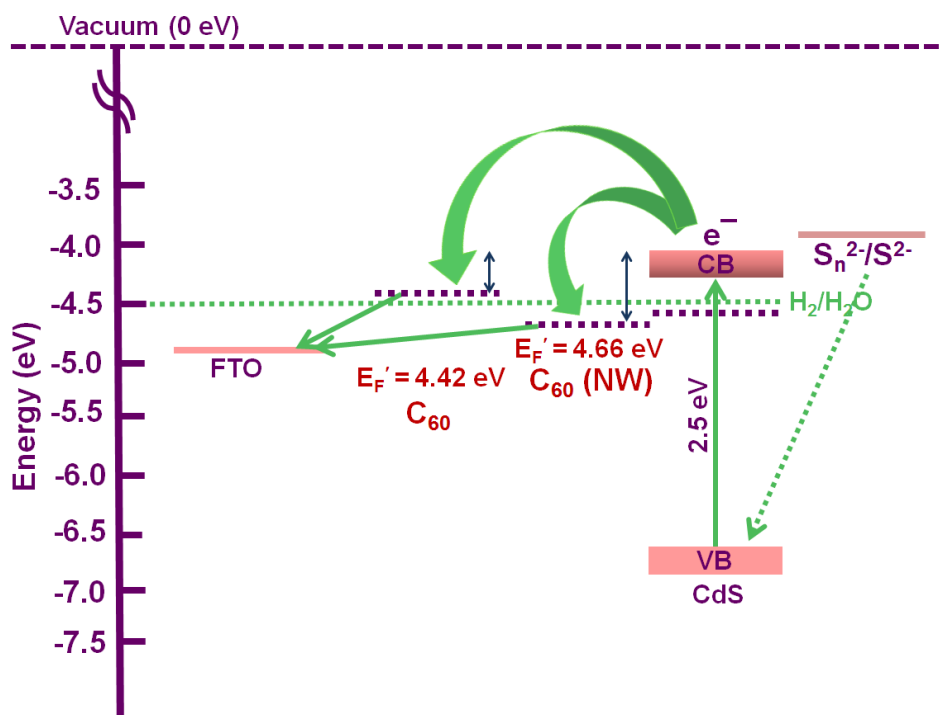 Vacuum (0 eV)
Energy (eV)
-3.5
-4.0
-4.5
-5.0
-5.5
-6.0
-6.5
-7.0
-7.5
e⁻
CB
Sₙ²⁻/S²⁻
H₂/H₂O
FTO
E_F′ = 4.42 eV
C₆₀
E_F′ = 4.66 eV
C₆₀ (NW)
2.5 eV
VB
CdS